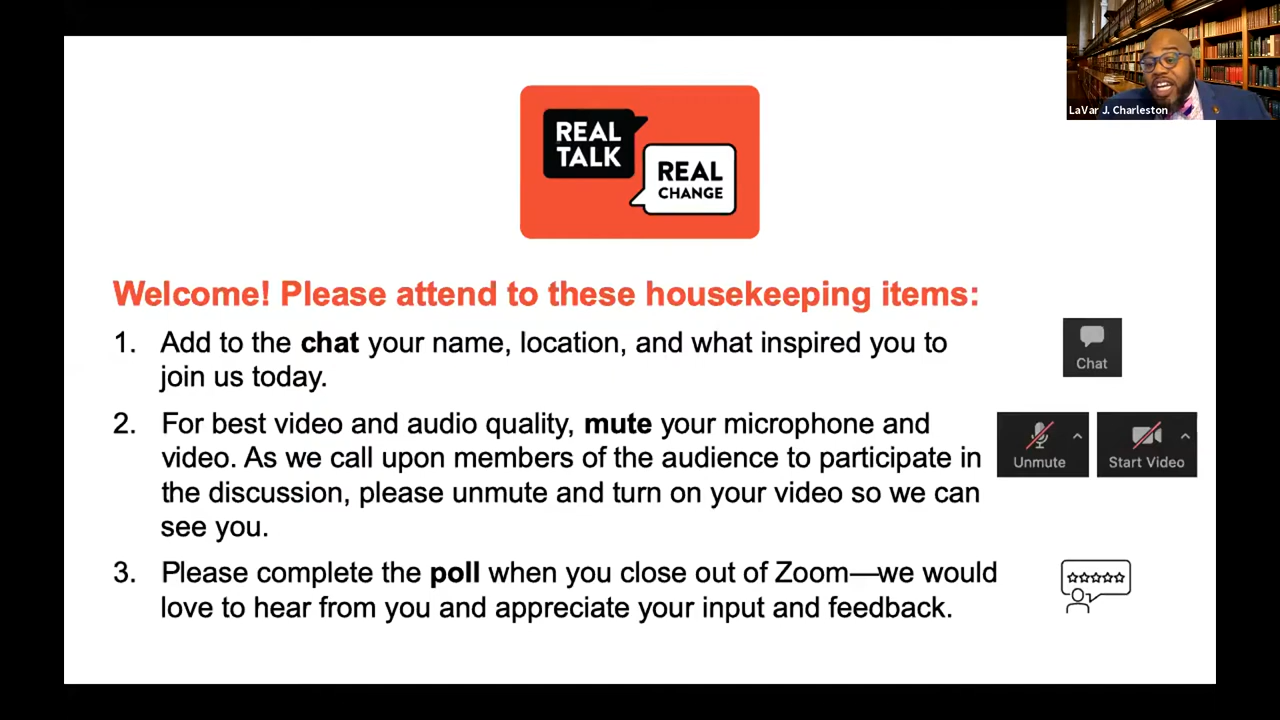 LaVar J. Charleston
REAL
TALK
REAL
CHANGE
Welcome! Please attend to these housekeeping items:
1. Add to the chat your name, location, and what inspired you to
join us today.
Chat
2. For best video and audio quality, mute your microphone and
video. As we call upon members of the audience to participate in
the discussion, please unmute and turn on your video so we can
see you.
Unmute
Start Video
3. Please complete the poll when you close out of Zoom—we would
love to hear from you and appreciate your input and feedback.